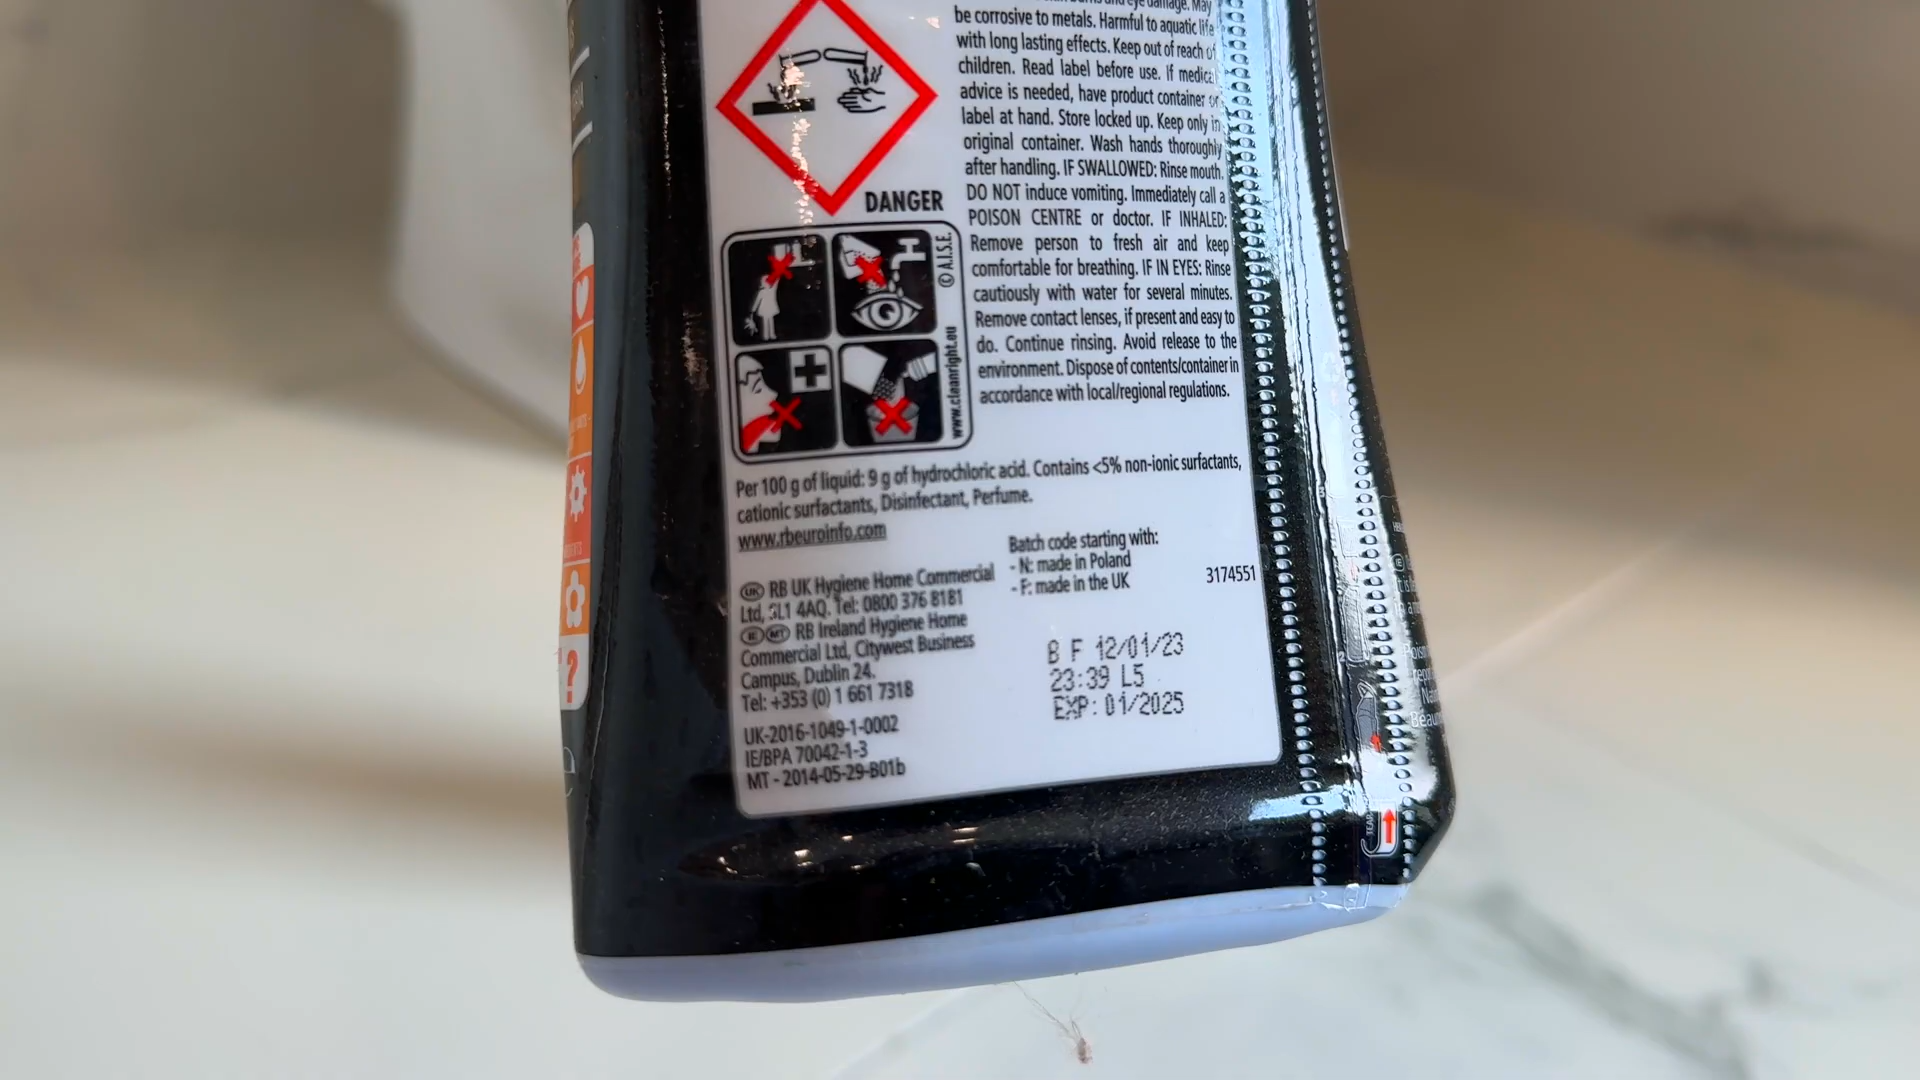 and eye damage. May
be corrosive to metals. Harmful to aquatic life
with long lasting effects. Keep out of reach of
children. Read label before use. If medical
advice is needed, have product container or
label at hand. Store locked up. Keep only in
original container. Wash hands thoroughly
after handling. IF SWALLOWED: Rinse mouth.
DO NOT induce vomiting. Immediately call a
POISON CENTRE or doctor. IF INHALED:
Remove person to fresh air and keep
comfortable for breathing. IF IN EYES: Rinse
cautiously with water for several minutes.
Remove contact lenses, if present and easy to
do. Continue rinsing. Avoid release to the
environment. Dispose of contents/container in
accordance with local/regional regulations.
DANGER
© A.I.S.E.
www.cleanright.eu
Per 100 g of liquid: 9 g of hydrochloric acid. Contains <5% non-ionic surfactants,
cationic surfactants, Disinfectant, Perfume.
www.rbeuroinfo.com
UK RB UK Hygiene Home Commercial
Ltd, SL1 4AQ. Tel: 0800 376 8181
IE MT RB Ireland Hygiene Home
Commercial Ltd, Citywest Business
Campus, Dublin 24.
Tel: +353 (0) 1 661 7318
UK-2016-1049-1-0002
IE/BPA 70042-1-3
MT - 2014-05-29-B01b
Batch code starting with:
- N: made in Poland
- F: made in the UK
3174551
B F 12/01/23
23:39 L5
EXP: 01/2025
?
TEAR